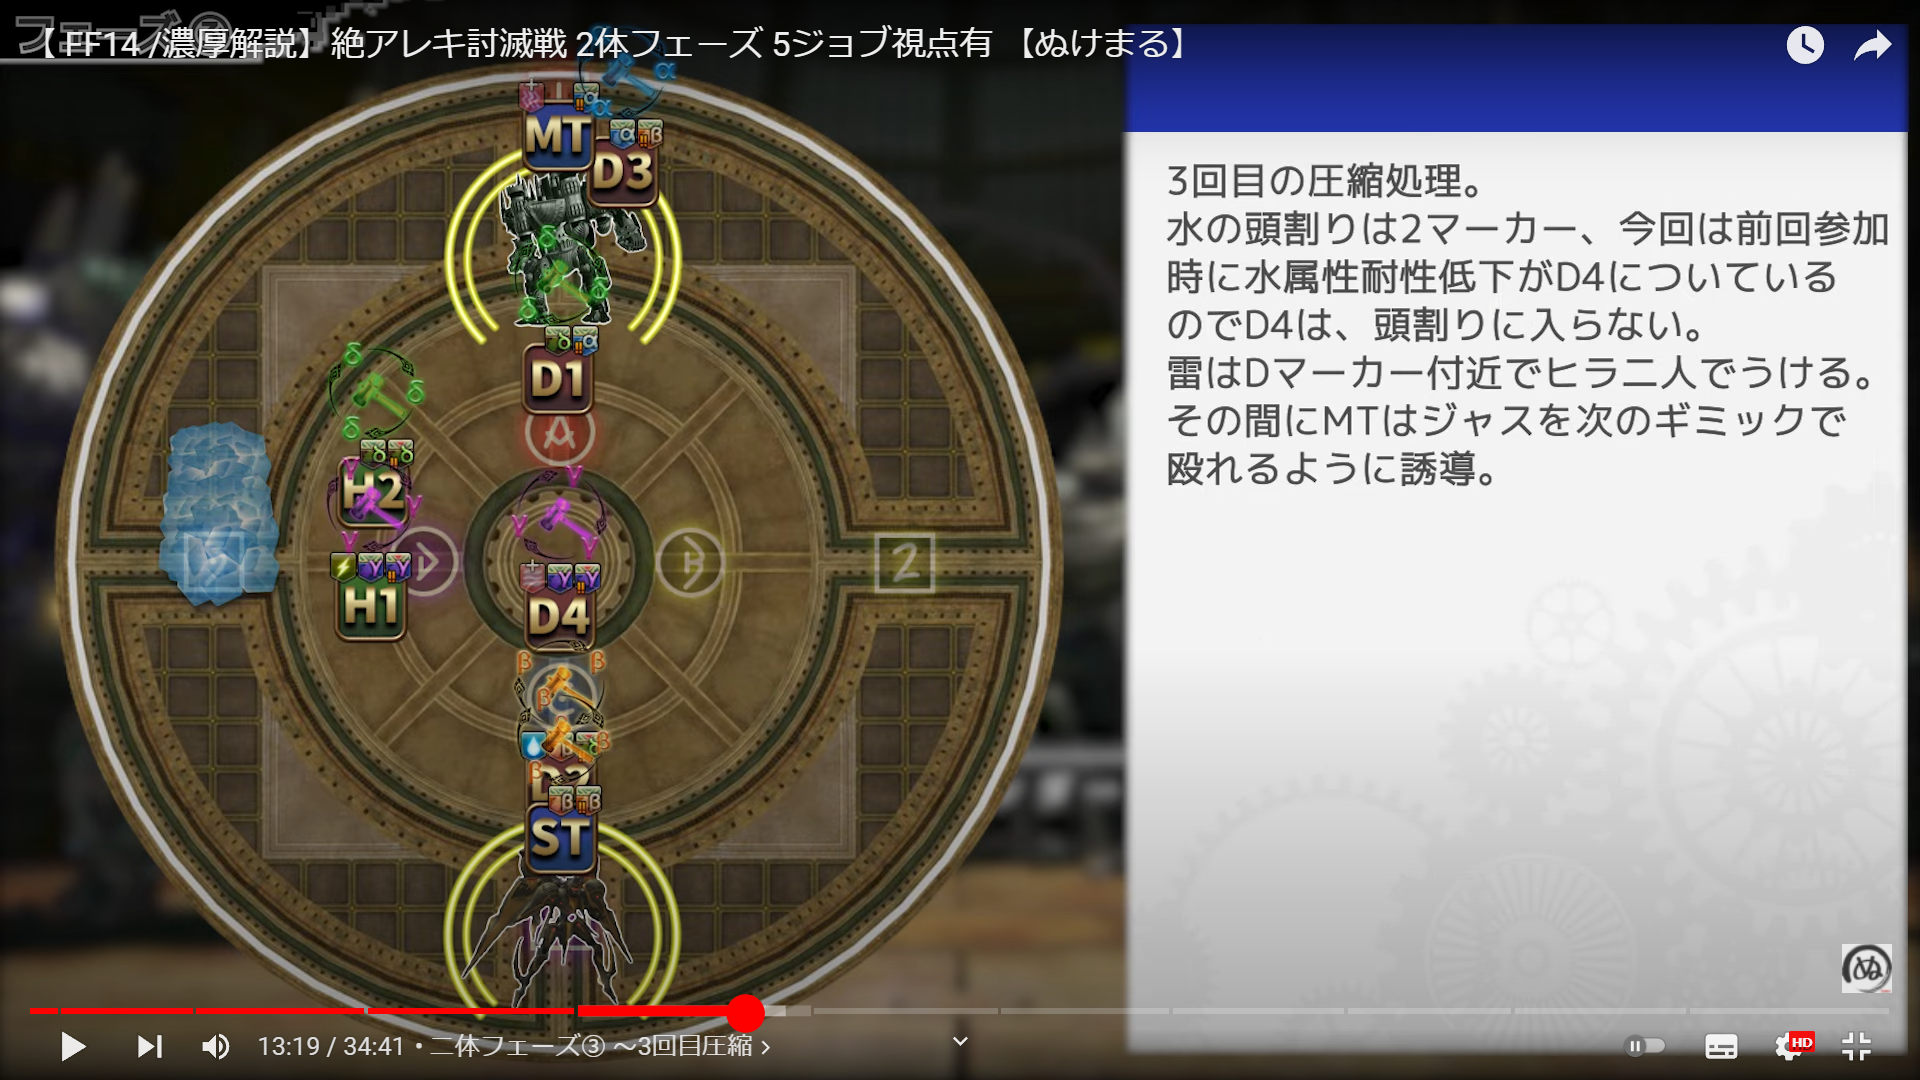 【 FF14 /濃厚解説】絶アレキ討滅戦 2体フェーズ 5ジョブ視点有 【ぬけまる】
3回目の圧縮処理。
水の頭割りは2マーカー、今回は前回参加
時に水属性耐性低下がD4についている
のでD4は、頭割りに入らない。
雷はDマーカー付近でヒラ二人でうける。
その間にMTはジャスを次のギミックで
殴れるように誘導。
MT
D3
D1
A
H2
D
B
2
H1
D4
C
D2
ST
ぬ
13:19 / 34:41・二体フェーズ③ ～3回目圧縮 ›
HD